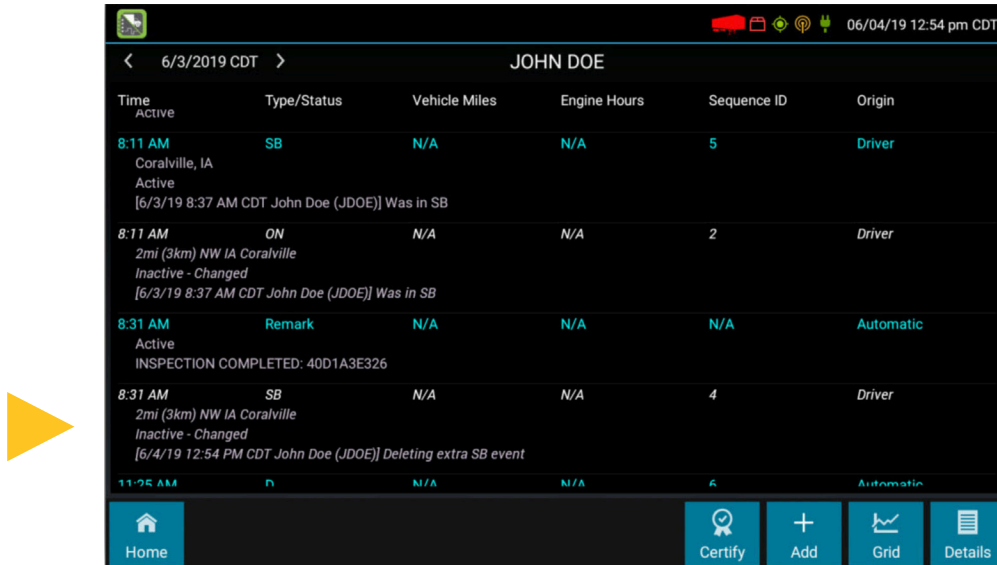 06/04/19 12:54 pm CDT
6/3/2019 CDT JOHN DOE
Time Type/Status Vehicle Miles Engine Hours Sequence ID Origin
Active
8:11 AM SB N/A N/A 5 Driver
Coralville, IA
Active
[6/3/19 8:37 AM CDT John Doe (JDOE)] Was in SB
8:11 AM ON N/A N/A 2 Driver
2mi (3km) NW IA Coralville
Inactive - Changed
[6/3/19 8:37 AM CDT John Doe (JDOE)] Was in SB
8:31 AM Remark N/A N/A N/A Automatic
Active
INSPECTION COMPLETED: 40D1A3E326
8:31 AM SB N/A N/A 4 Driver
2mi (3km) NW IA Coralville
Inactive - Changed
[6/4/19 12:54 PM CDT John Doe (JDOE)] Deleting extra SB event
11:25 AM D N/A N/A 6 Automatic
Home Certify Add Grid Details